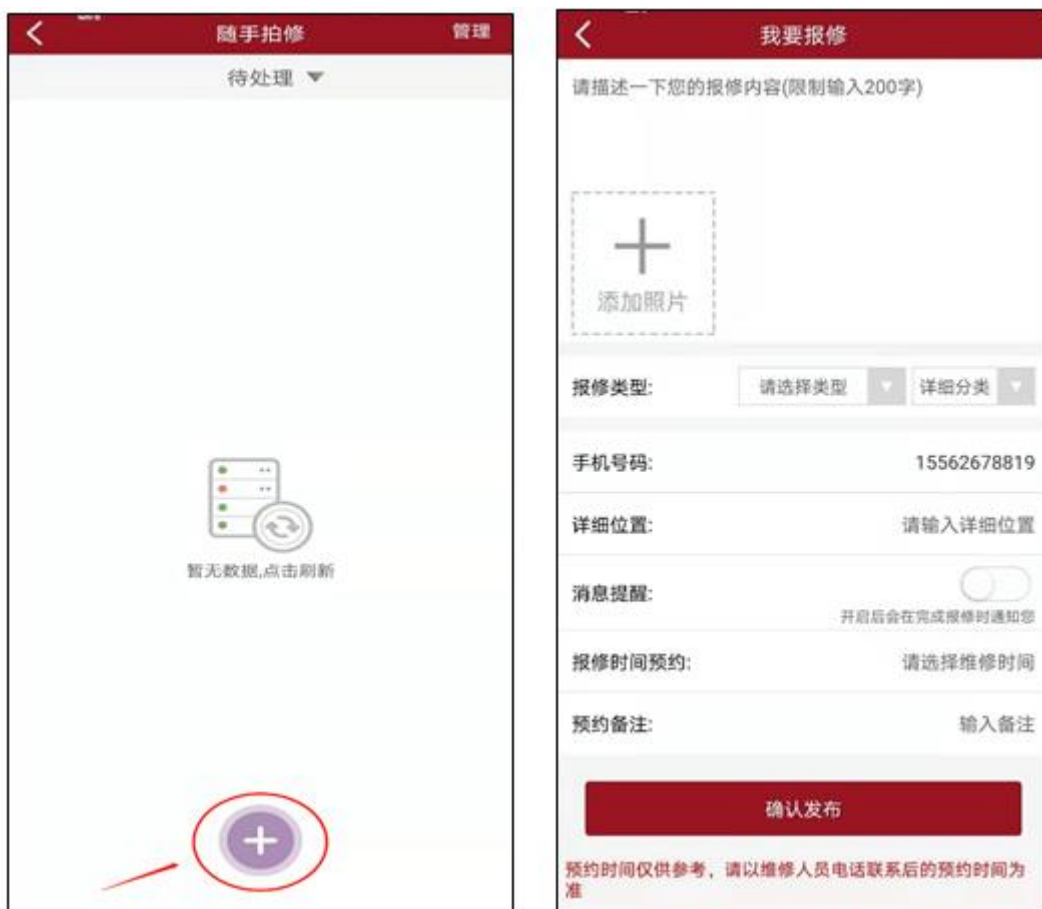 随手拍修
管理
待处理
暂无数据,点击刷新
我要报修
请描述一下您的报修内容(限制输入200字)
添加照片
报修类型:
请选择类型
详细分类
手机号码:
15562678819
详细位置:
请输入详细位置
消息提醒:
开启后会在完成报修时通知您
报修时间预约:
请选择维修时间
预约备注:
输入备注
确认发布
预约时间仅供参考，请以维修人员电话联系后的预约时间为
准